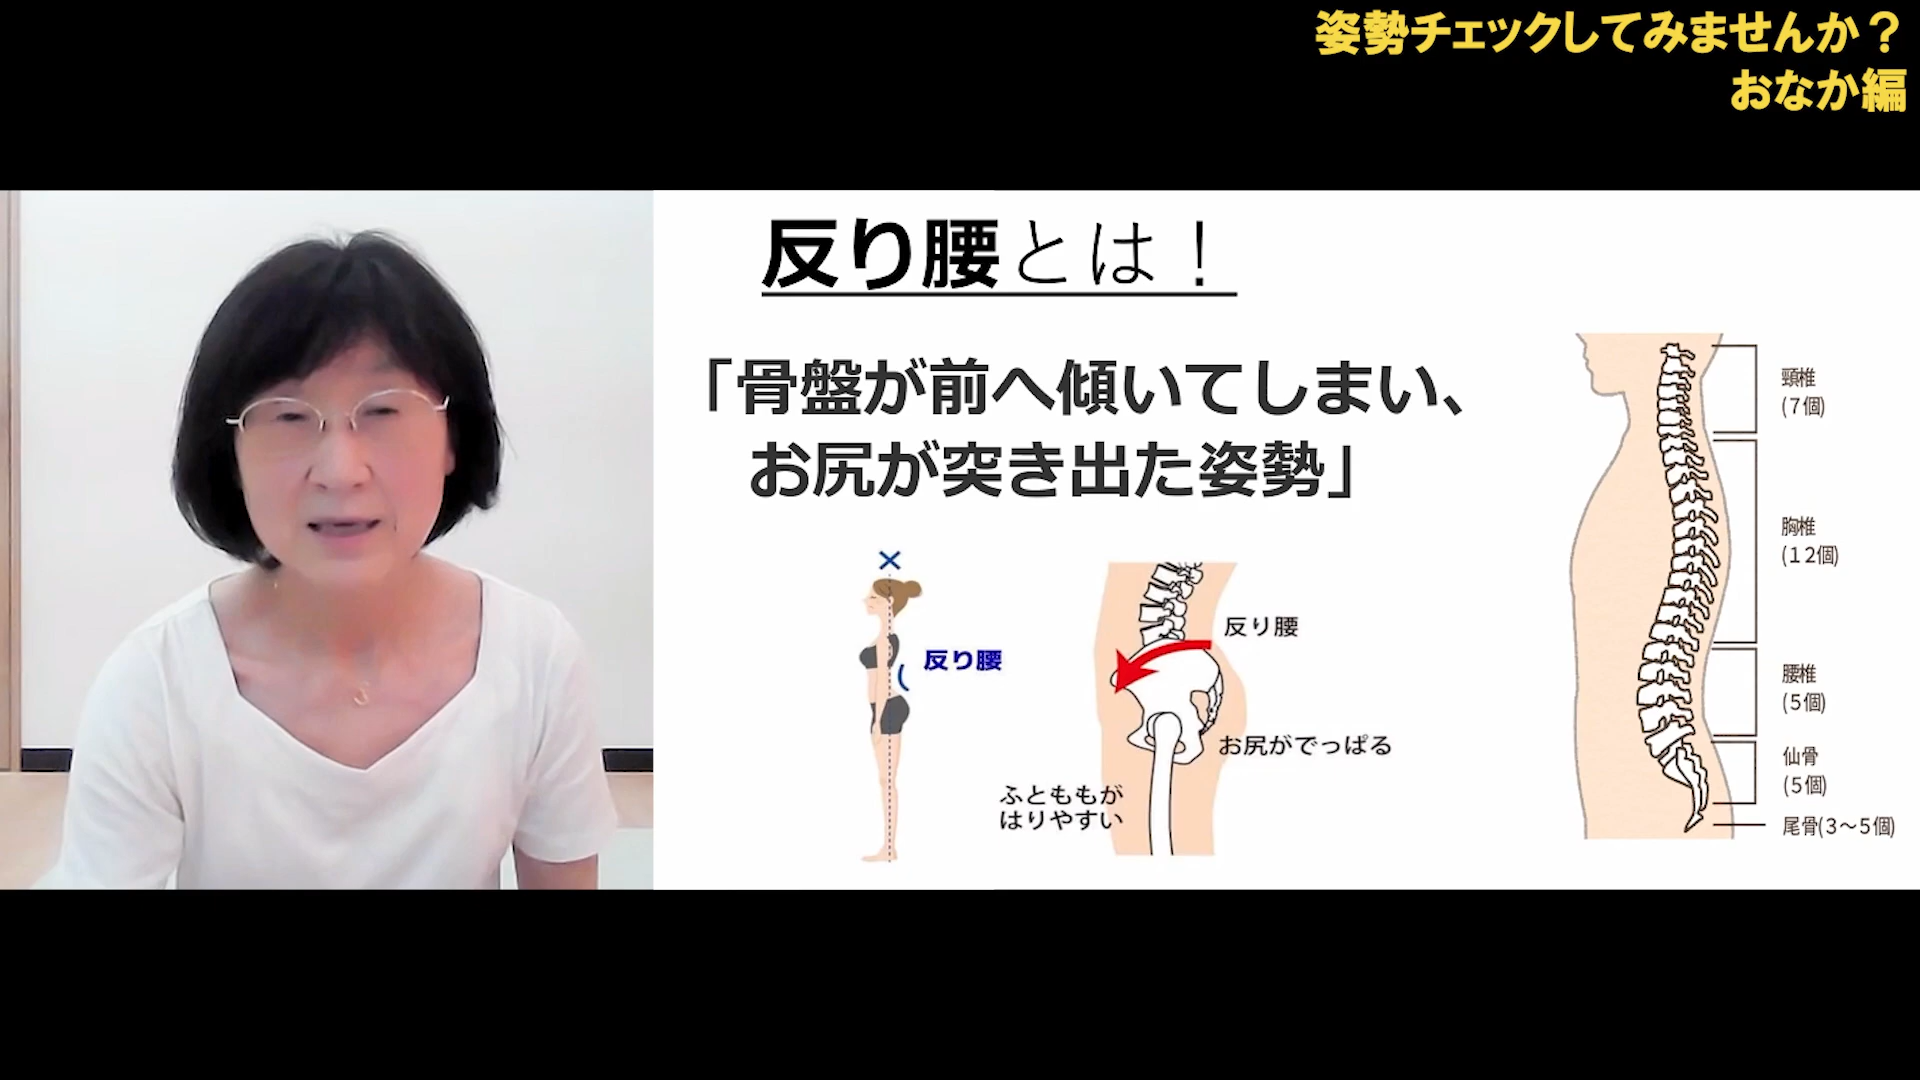 姿勢チェックしてみませんか？
おなか編
反り腰とは！
「骨盤が前へ傾いてしまい、
お尻が突き出た姿勢」
×
反り腰
反り腰
お尻がでっぱる
ふとももが
はりやすい
頸椎
(7個)
胸椎
(12個)
腰椎
(5個)
仙骨
(5個)
尾骨(3～5個)